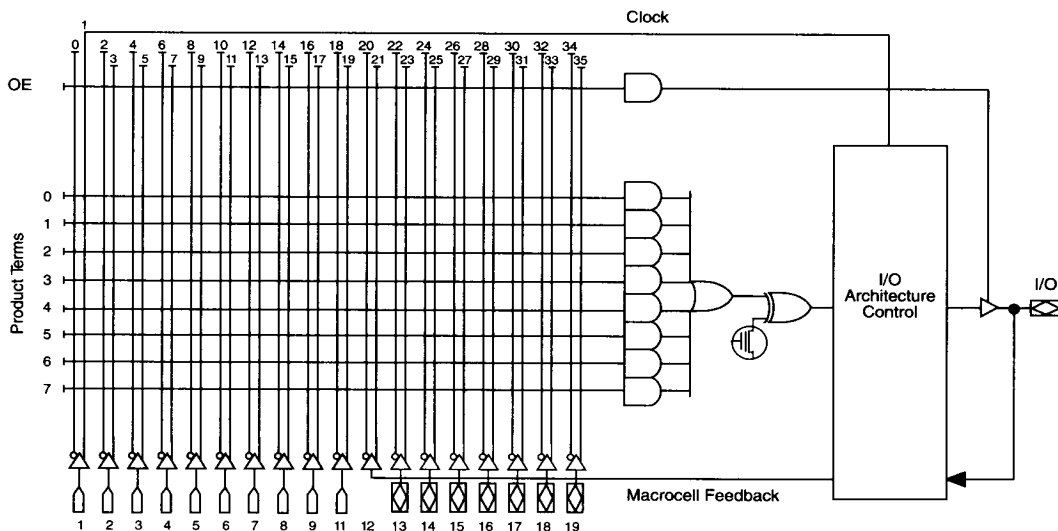 Clock
1
0 2 4 6 8 10 12 14 16 18 20 22 24 26 28 30 32 34
3 5 7 9 11 13 15 17 19 21 23 25 27 29 31 33 35
OE
Product Terms
0
1
2
3
4
5
6
7
I/O
Architecture
Control
I/O
Macrocell Feedback
1 2 3 4 5 6 7 8 9 11 12 13 14 15 16 17 18 19